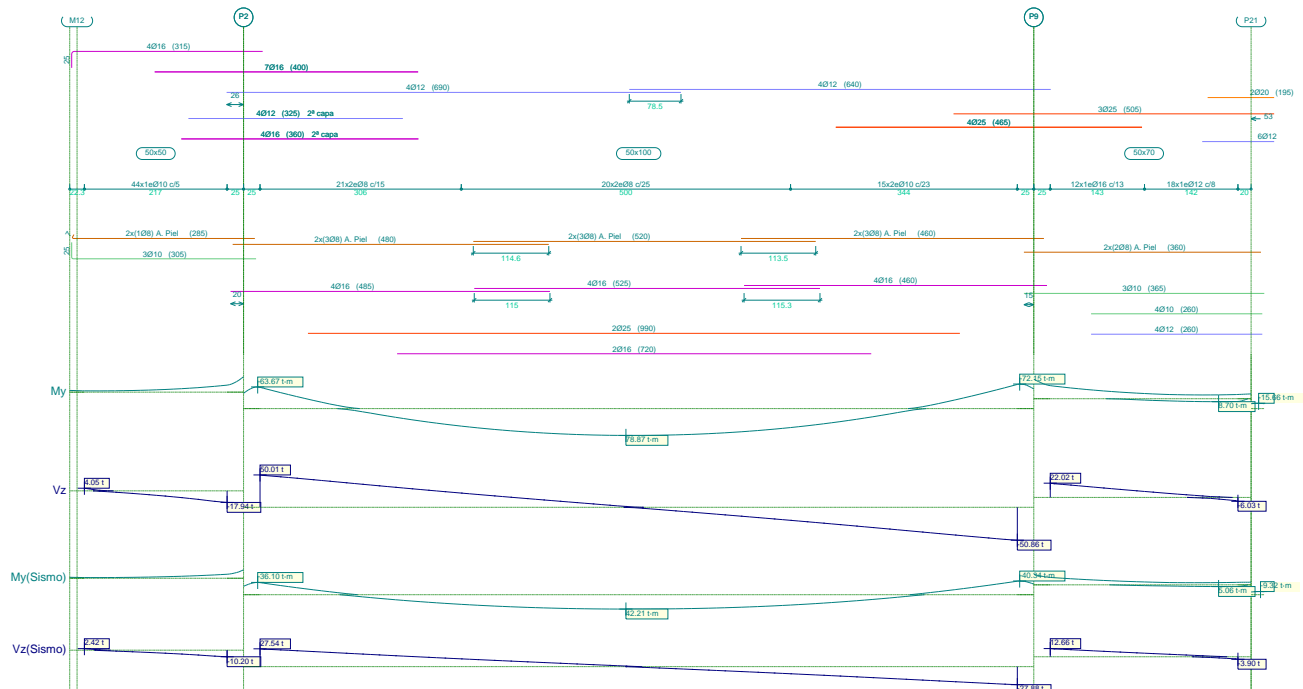 M12
P2
P9
P21
4Ø16 (315)
25
7Ø16 (400)
4Ø12 (690)
4Ø12 (640)
26
78.5
2Ø20 (195)
4Ø12 (325) 2ª capa
3Ø25 (505)
53
4Ø25 (465)
4Ø16 (360) 2ª capa
6Ø12
50x50
50x100
50x70
44x1eØ10 c/5
21x2eØ8 c/15
20x2eØ8 c/25
15x2eØ10 c/23
12x1eØ16 c/13
18x1eØ12 c/8
217
25
25
306
500
344
25
25
143
142
20
2x(1Ø8) A. Piel (285)
2x(3Ø8) A. Piel (480)
2x(3Ø8) A. Piel (520)
2x(3Ø8) A. Piel (460)
25
3Ø10 (305)
114.6
113.5
2x(2Ø8) A. Piel (360)
4Ø16 (485)
4Ø16 (525)
4Ø16 (460)
20
115
115.3
15
3Ø10 (365)
4Ø10 (260)
2Ø25 (990)
4Ø12 (260)
2Ø16 (720)
My
-63.67 t·m
-72.15 t·m
-15.66 t·m
8.70 t·m
78.87 t·m
Vz
4.05 t
50.01 t
22.02 t
-17.94 t
-6.03 t
-50.86 t
My(Sismo)
-36.10 t·m
-40.34 t·m
-9.32 t·m
5.06 t·m
42.21 t·m
Vz(Sismo)
2.42 t
27.54 t
12.66 t
-10.20 t
-3.90 t
-27.88 t